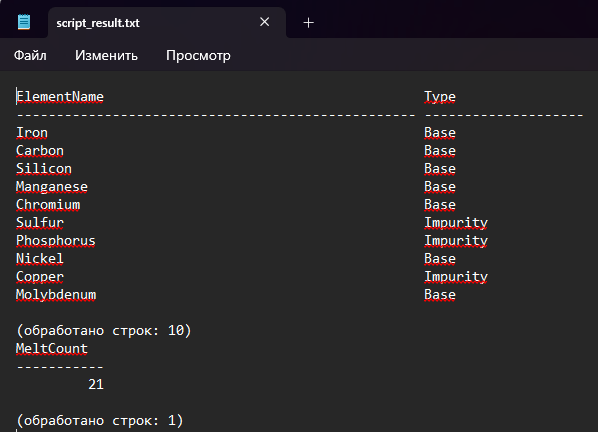 script_result.txt
Файл Изменить Просмотр
ElementName Type
-------------------------------------------------- --------------------
Iron Base
Carbon Base
Silicon Base
Manganese Base
Chromium Base
Sulfur Impurity
Phosphorus Impurity
Nickel Base
Copper Impurity
Molybdenum Base
(обработано строк: 10)
MeltCount
-----------
21
(обработано строк: 1)